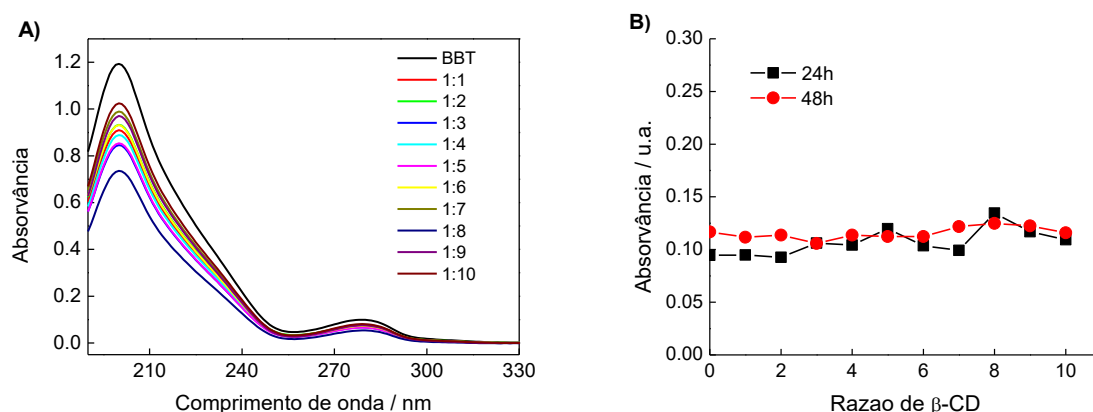 A)
Absorvância
1.2
1.0
0.8
0.6
0.4
0.2
0.0
210 240 270 300 330
Comprimento de onda / nm
BBT
1:1
1:2
1:3
1:4
1:5
1:6
1:7
1:8
1:9
1:10
B)
Absorvância / u.a.
0.30
0.25
0.20
0.15
0.10
0.05
0.00
0 2 4 6 8 10
Razao de β-CD
24h
48h